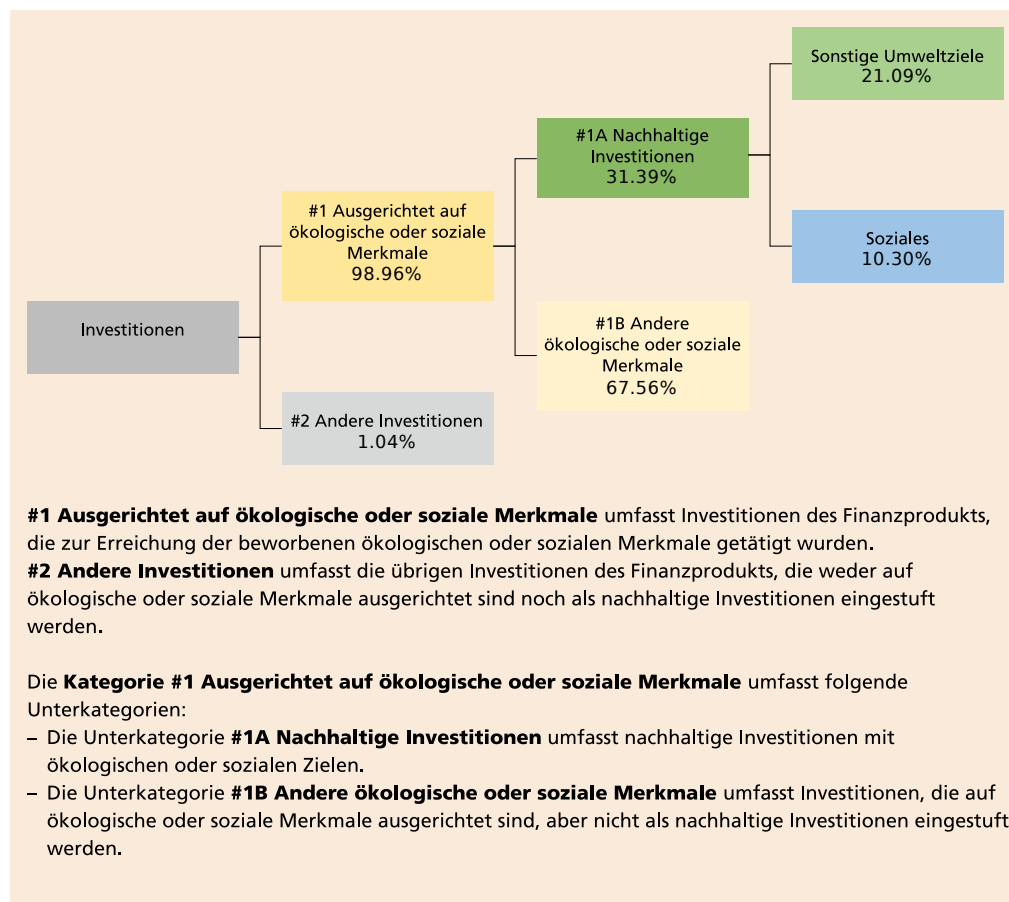 Sonstige Umweltziele
21.09%
#1A Nachhaltige
Investitionen
31.39%
#1 Ausgerichtet auf
ökologische oder soziale
Merkmale
98.96%
Soziales
10.30%
Investitionen
#1B Andere
ökologische oder soziale
Merkmale
67.56%
#2 Andere Investitionen
1.04%
#1 Ausgerichtet auf ökologische oder soziale Merkmale umfasst Investitionen des Finanzprodukts,
die zur Erreichung der beworbenen ökologischen oder sozialen Merkmale getätigt wurden.
#2 Andere Investitionen umfasst die übrigen Investitionen des Finanzprodukts, die weder auf
ökologische oder soziale Merkmale ausgerichtet sind noch als nachhaltige Investitionen eingestuft
werden.
Die Kategorie #1 Ausgerichtet auf ökologische oder soziale Merkmale umfasst folgende
Unterkategorien:
– Die Unterkategorie #1A Nachhaltige Investitionen umfasst nachhaltige Investitionen mit
ökologischen oder sozialen Zielen.
– Die Unterkategorie #1B Andere ökologische oder soziale Merkmale umfasst Investitionen, die auf
ökologische oder soziale Merkmale ausgerichtet sind, aber nicht als nachhaltige Investitionen eingestuft
werden.